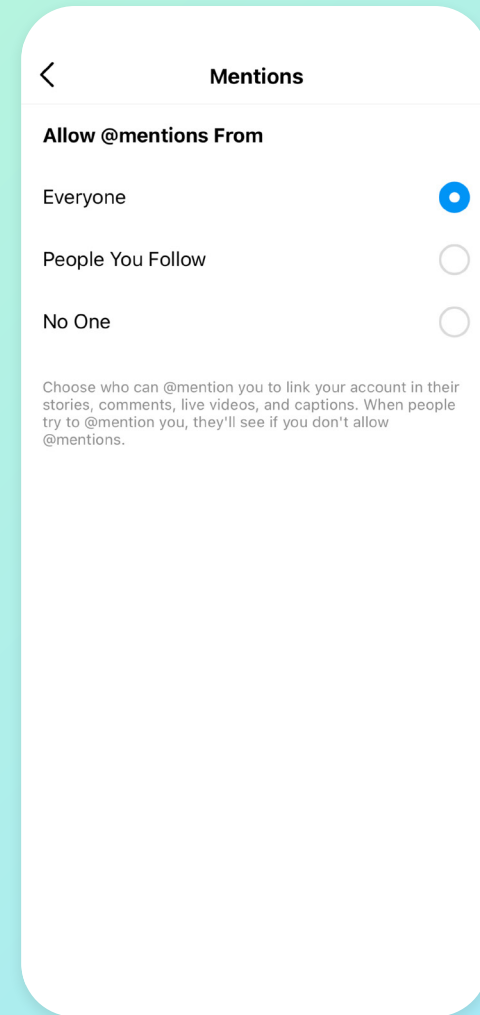 Mentions
Allow @mentions From
Everyone
People You Follow
No One
Choose who can @mention you to link your account in their
stories, comments, live videos, and captions. When people
try to @mention you, they'll see if you don't allow
@mentions.